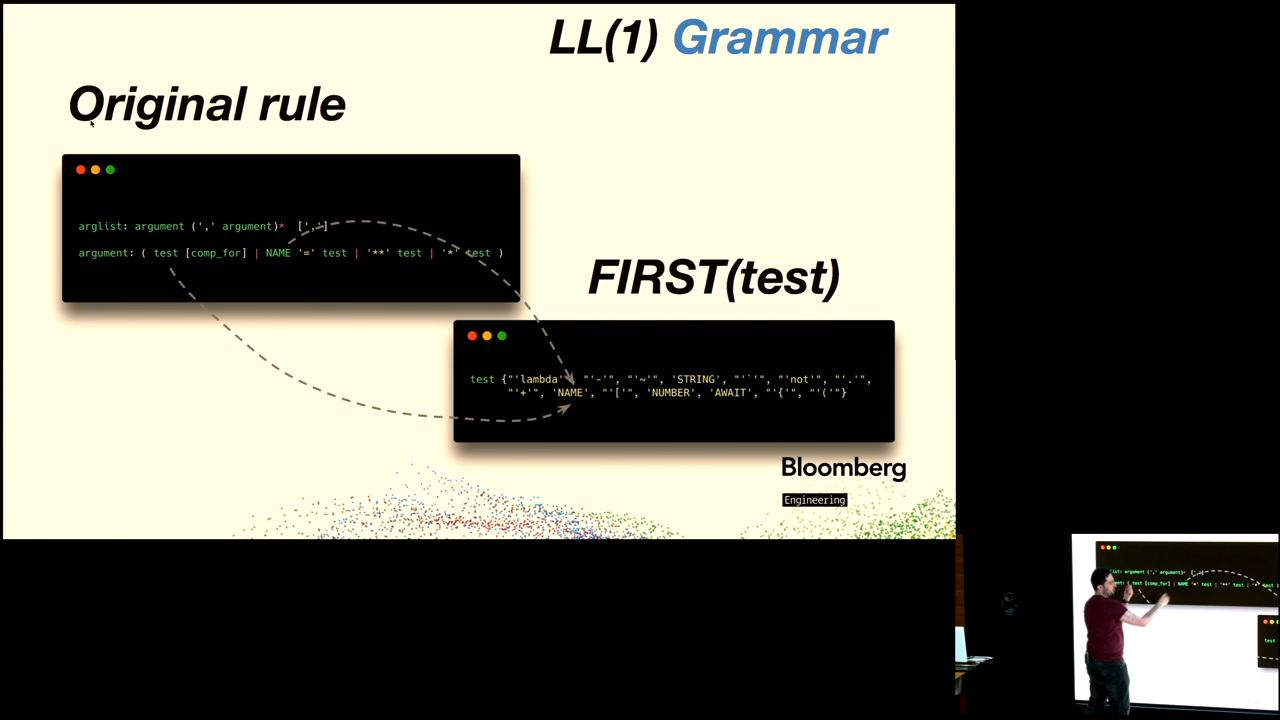 LL(1) Grammar
Original rule
arglist: argument (',' argument)* [',']
argument: ( test [comp_for] | NAME '=' test | '**' test | '*' test )
FIRST(test)
test {"'lambda'", "'-'", "'~'", 'STRING', "'`'", "'not'", "'.'",
"'+'", 'NAME', "'['", 'NUMBER', 'AWAIT', "'{'", "'('"}
Bloomberg
Engineering